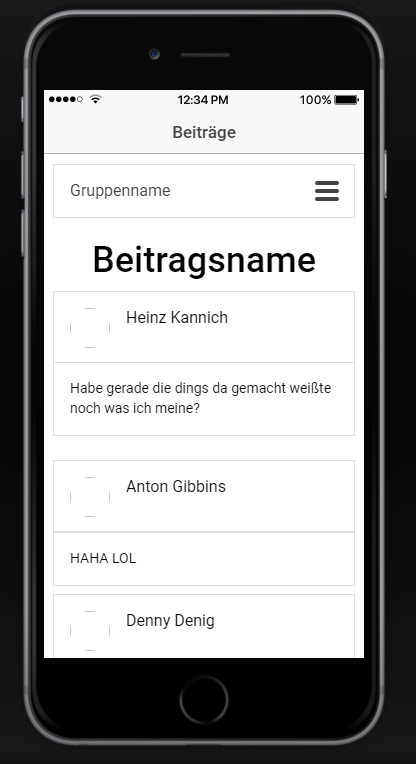 12:34 PM 100%
Beiträge
Gruppenname
Beitragsname
Heinz Kannich
Habe gerade die dings da gemacht weißte
noch was ich meine?
Anton Gibbins
HAHA LOL
Denny Denig